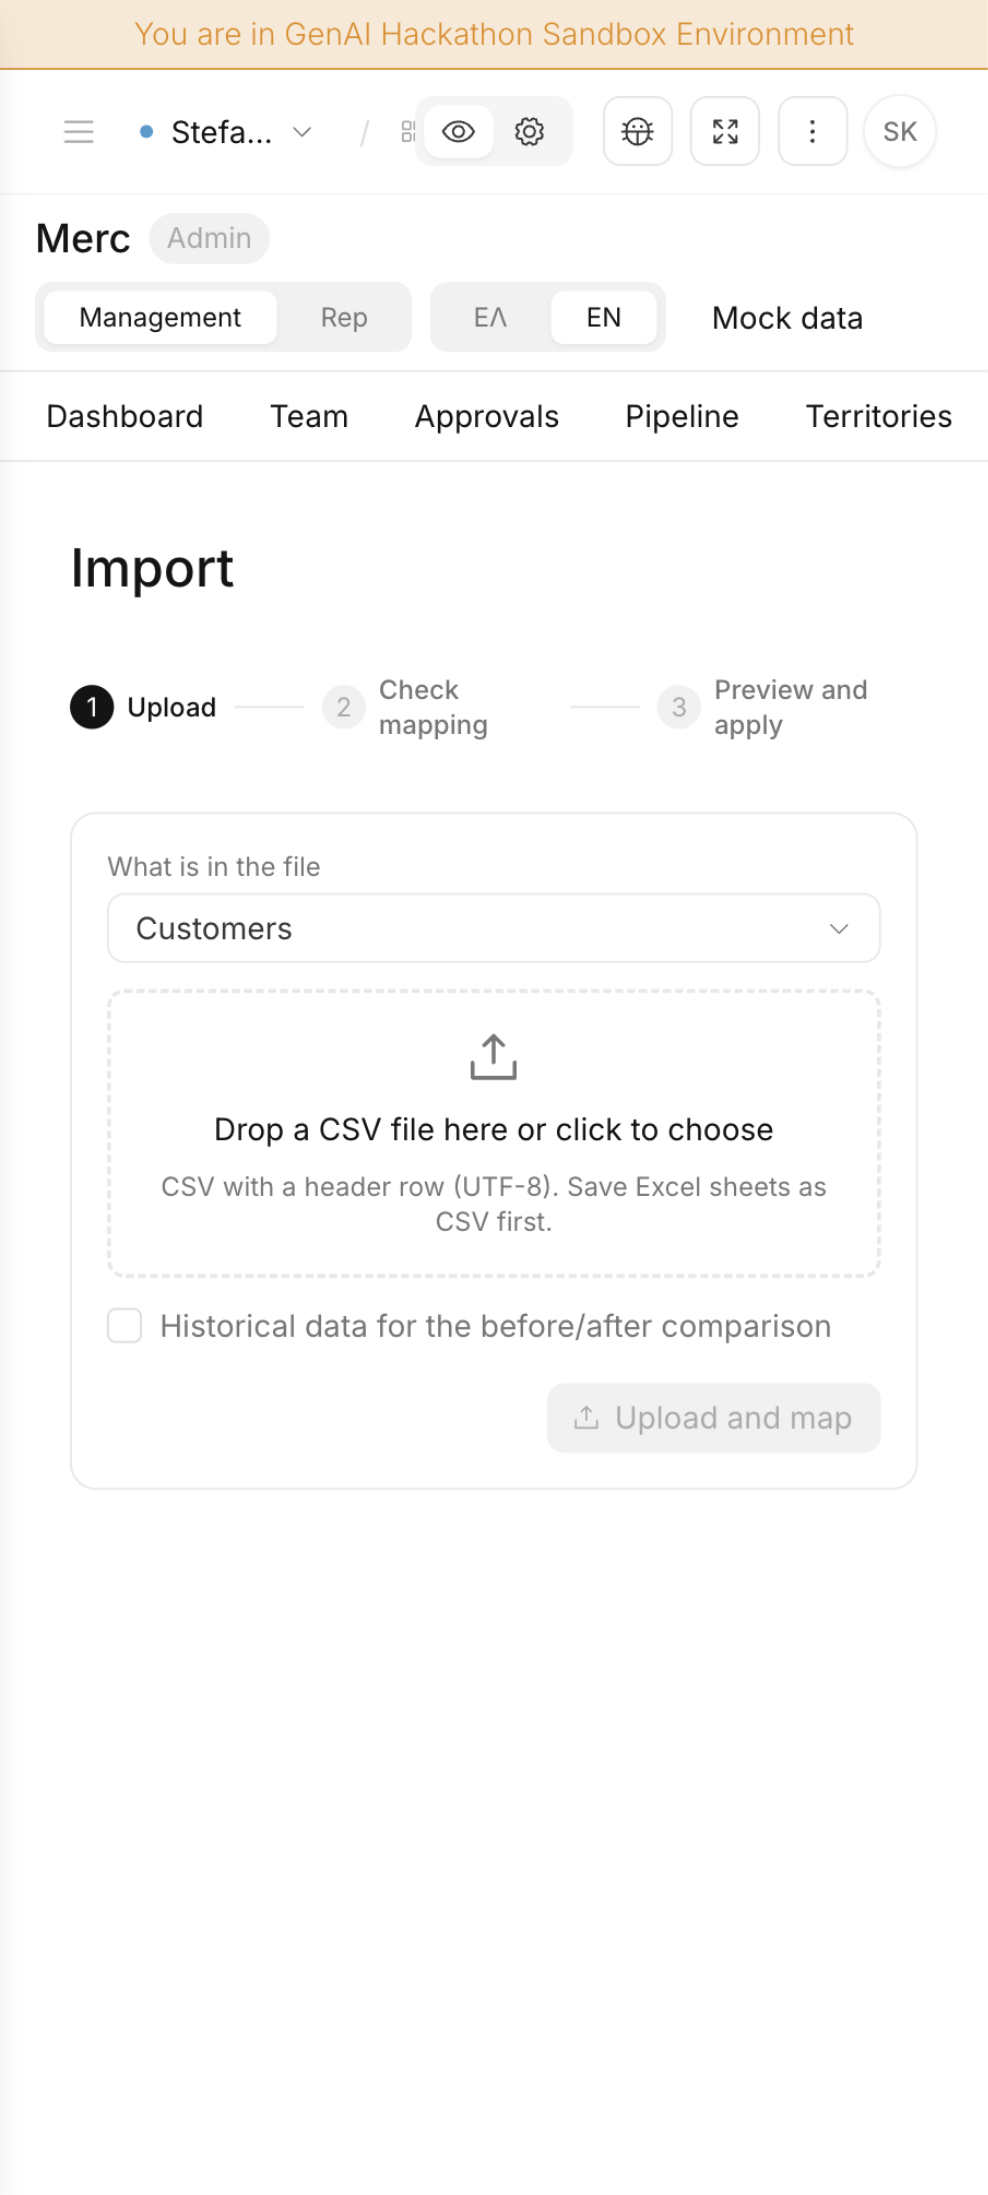 You are in GenAI Hackathon Sandbox Environment
Stefa... / SK
Merc Admin
Management Rep ΕΛ EN Mock data
Dashboard Team Approvals Pipeline Territories
Import
1 Upload 2 Check mapping 3 Preview and apply
What is in the file
Customers
Drop a CSV file here or click to choose
CSV with a header row (UTF-8). Save Excel sheets as
CSV first.
Historical data for the before/after comparison
Upload and map